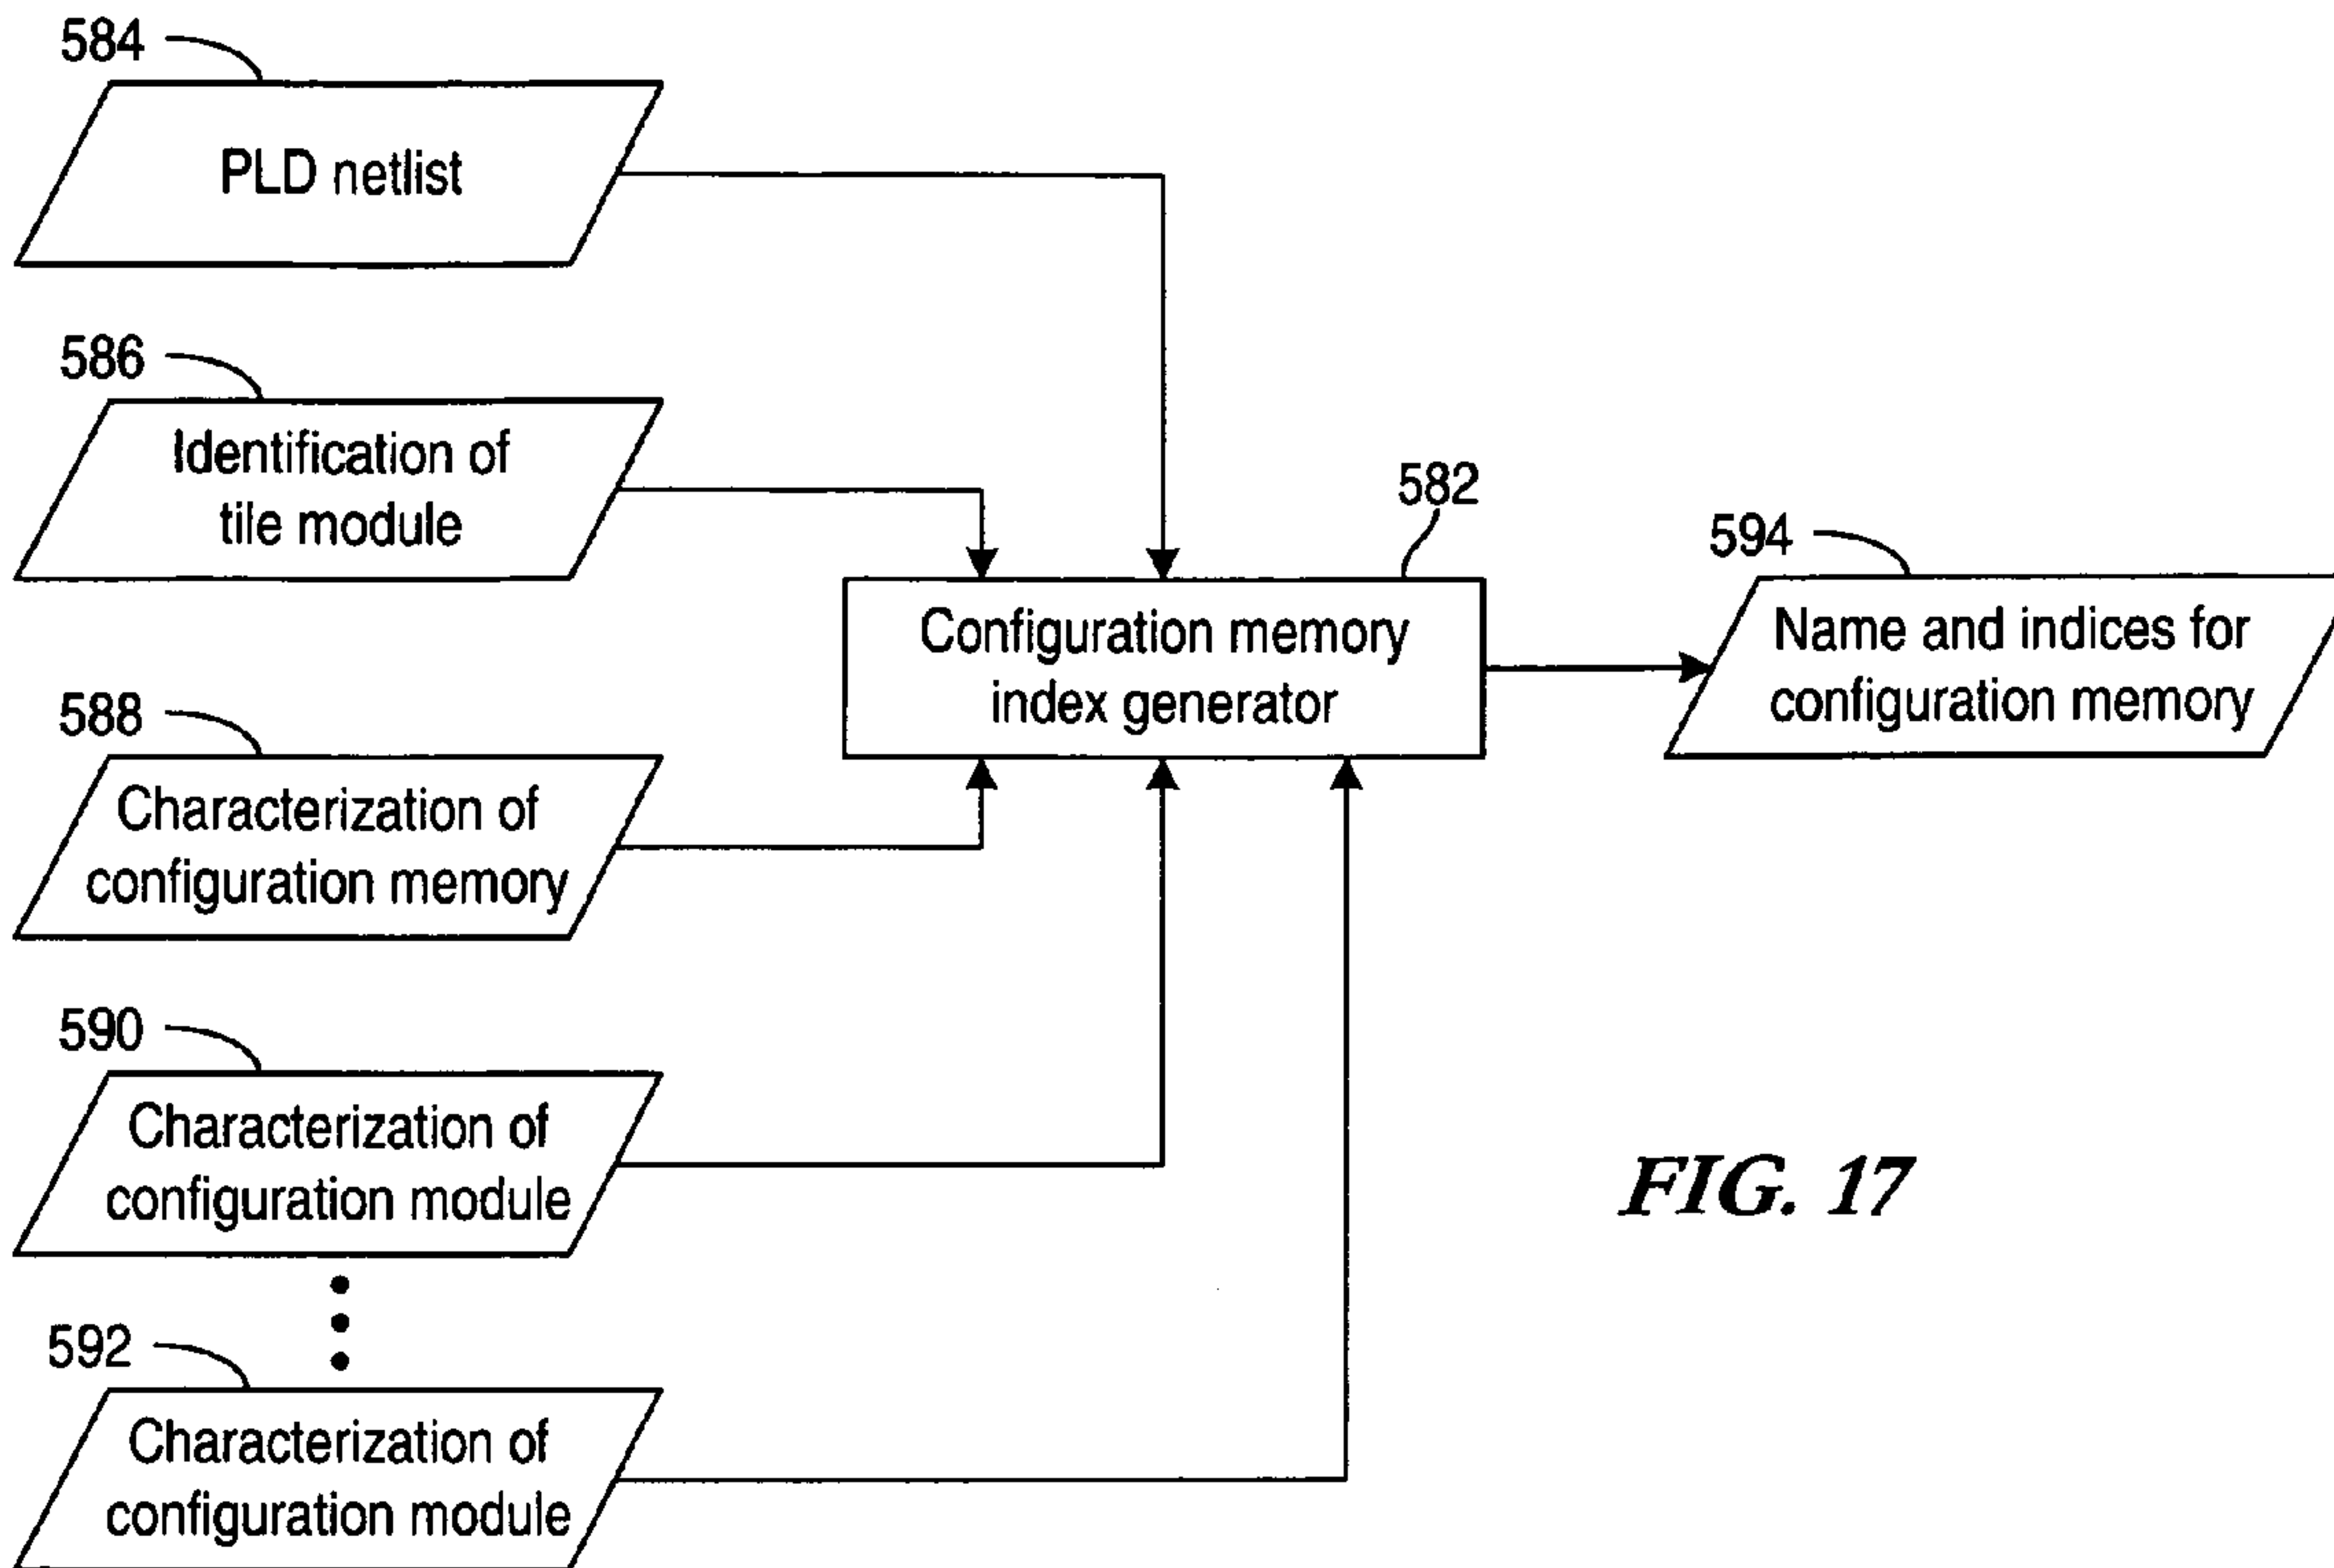 584
PLD netlist
586
Identification of
tile module
582
Configuration memory
index generator
594
Name and indices for
configuration memory
588
Characterization of
configuration memory
590
Characterization of
configuration module
592
Characterization of
configuration module
FIG. 17